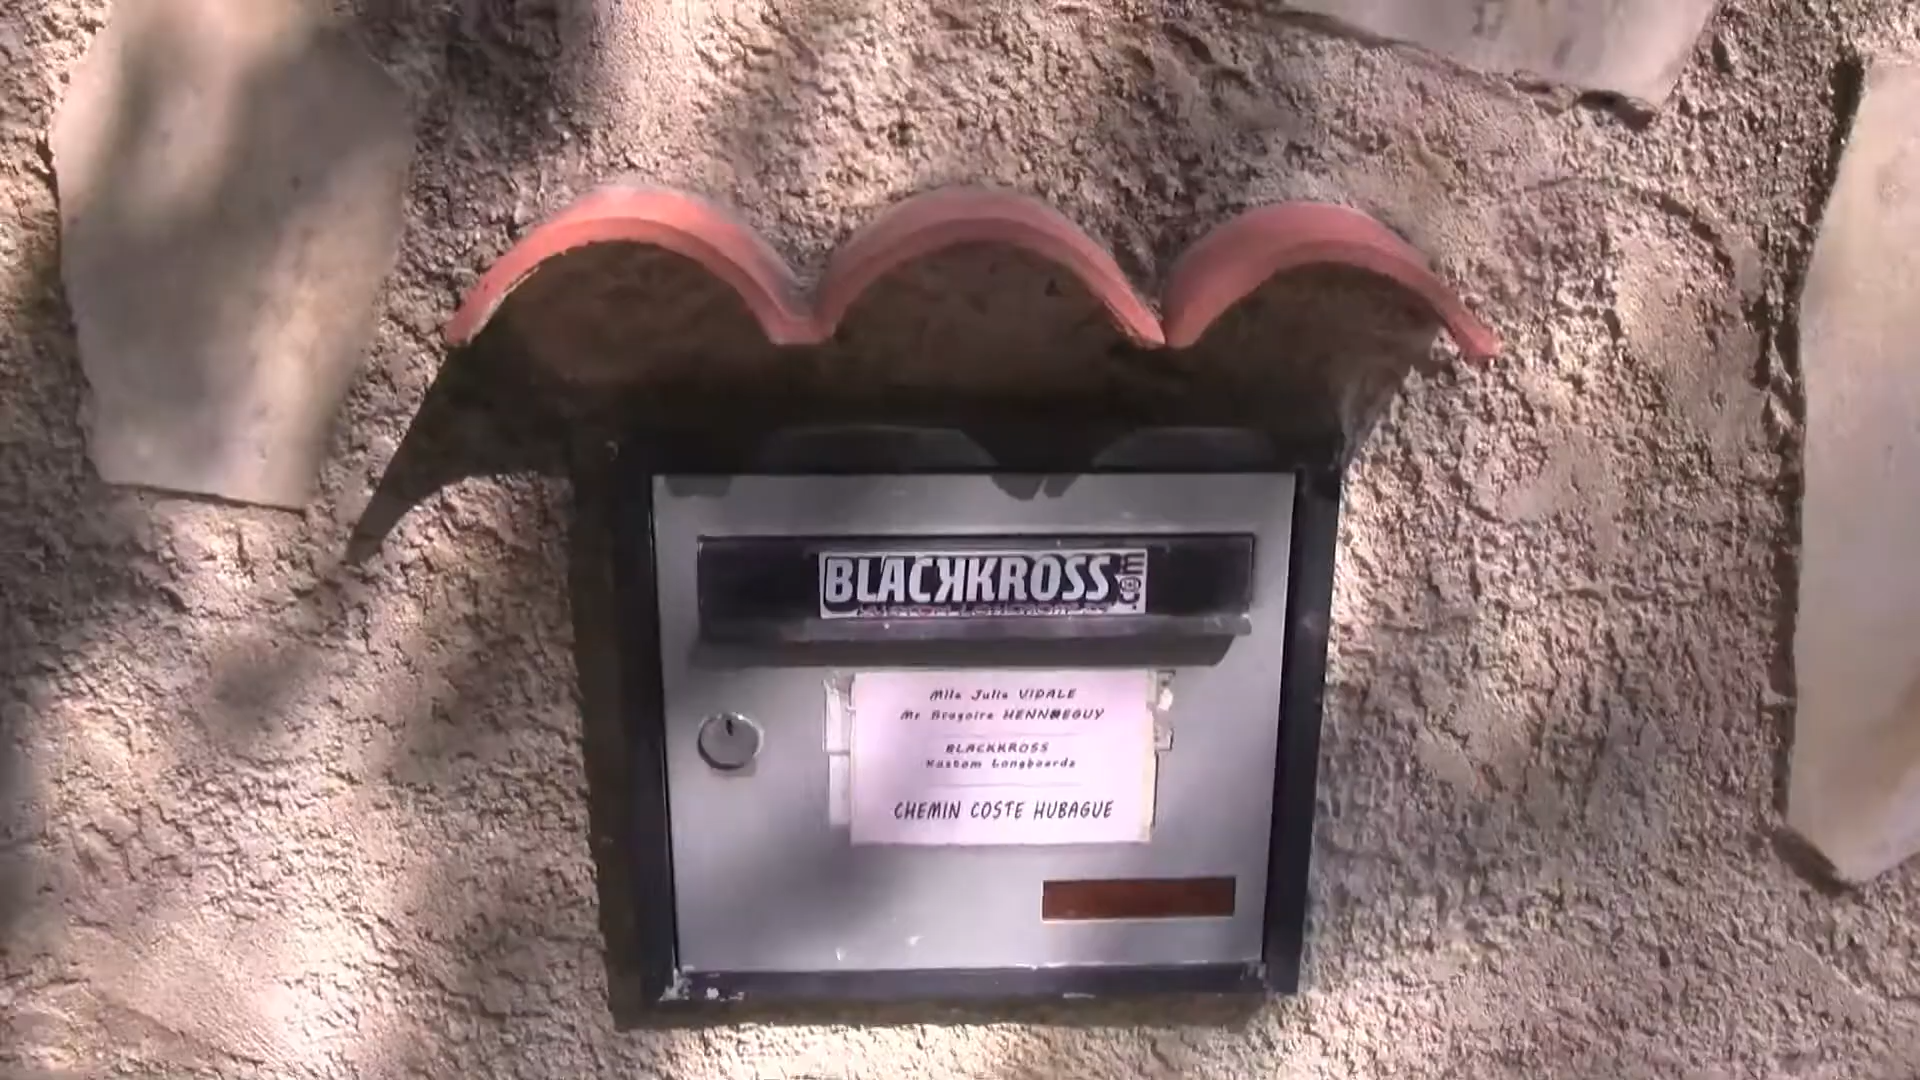 BLACKKROSS.com
Mlle Julie VIDALE
Mr Gregoire HENNEGUY
BLACKKROSS
Kustom Longboards
CHEMIN COSTE HUBAGUE